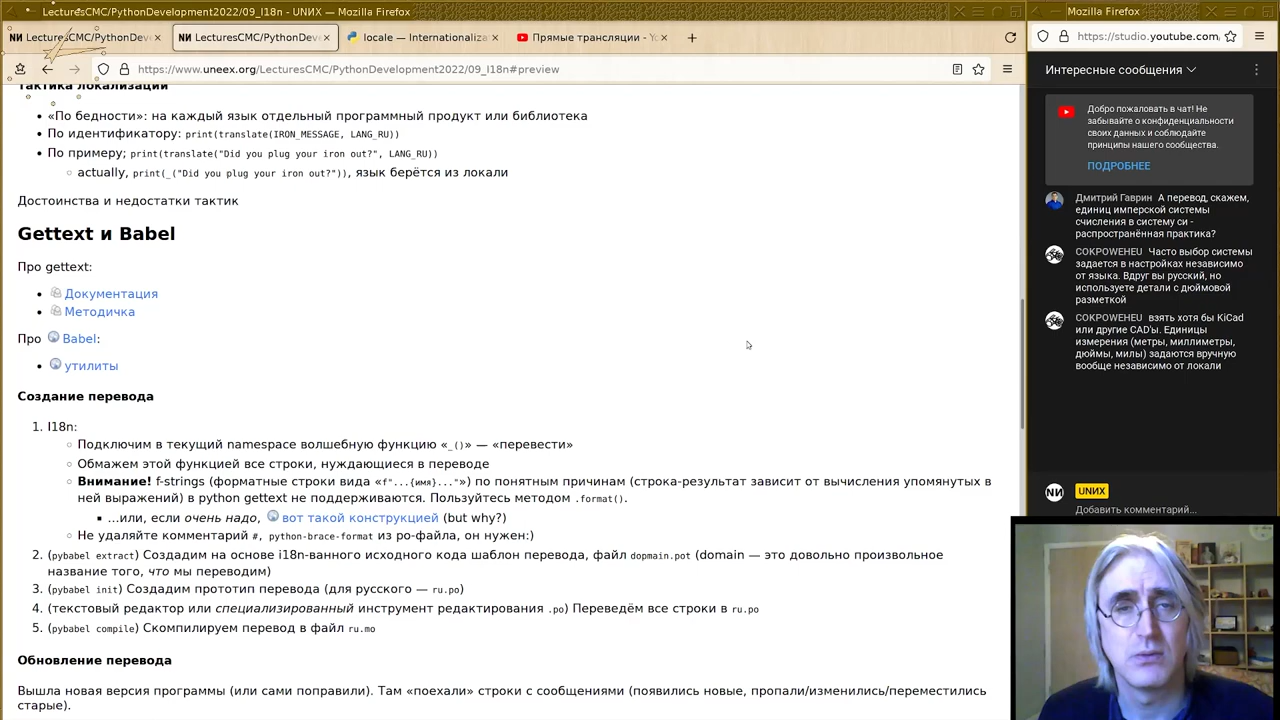 LecturesCMC/PythonDevelopment2022/09_I18n - UNИX — Mozilla Firefox
Mozilla Firefox
LecturesCMC/PythonDeve
LecturesCMC/PythonDeve
locale — Internationaliza
Прямые трансляции - Yo
https://www.uneex.org/LecturesCMC/PythonDevelopment2022/09_I18n#preview
https://studio.youtube.com/
Тактика локализации
«По бедности»: на каждый язык отдельный программный продукт или библиотека
По идентификатору: print(translate(IRON_MESSAGE, LANG_RU))
По примеру; print(translate("Did you plug your iron out?", LANG_RU))
actually, print(_("Did you plug your iron out?")), язык берётся из локали
Достоинства и недостатки тактик
Gettext и Babel
Про gettext:
Документация
Методичка
Про Babel:
утилиты
Создание перевода
1. I18n:
Подключим в текущий namespace волшебную функцию «_()» — «перевести»
Обмажем этой функцией все строки, нуждающиеся в переводе
Внимание! f-strings (форматные строки вида «f"...{имя}..."») по понятным причинам (строка-результат зависит от вычисления упомянутых в
ней выражений) в python gettext не поддерживаются. Пользуйтесь методом .format().
…или, если очень надо, вот такой конструкцией (but why?)
Не удаляйте комментарий #, python-brace-format из po-файла, он нужен:)
2. (pybabel extract) Создадим на основе i18n-ванного исходного кода шаблон перевода, файл dopmain.pot (domain — это довольно произвольное
название того, что мы переводим)
3. (pybabel init) Создадим прототип перевода (для русского — ru.po)
4. (текстовый редактор или специализированный инструмент редактирования .po) Переведём все строки в ru.po
5. (pybabel compile) Скомпилируем перевод в файл ru.mo
Обновление перевода
Вышла новая версия программы (или сами поправили). Там «поехали» строки с сообщениями (появились новые, пропали/изменились/переместились
старые).
Интересные сообщения
Добро пожаловать в чат! Не
забывайте о конфиденциальности
своих данных и соблюдайте
принципы нашего сообщества.
ПОДРОБНЕЕ
Дмитрий Гаврин А перевод, скажем,
единиц имперской системы
счисления в систему си -
распространённая практика?
COKPOWEHEU Часто выбор системы
задается в настройках независимо
от языка. Вдруг вы русский, но
используете детали с дюймовой
разметкой
COKPOWEHEU взять хотя бы KiCad
или другие CAD'ы. Единицы
измерения (метры, миллиметры,
дюймы, милы) задаются вручную
вообще независимо от локали
UNИX
Добавить комментарий...